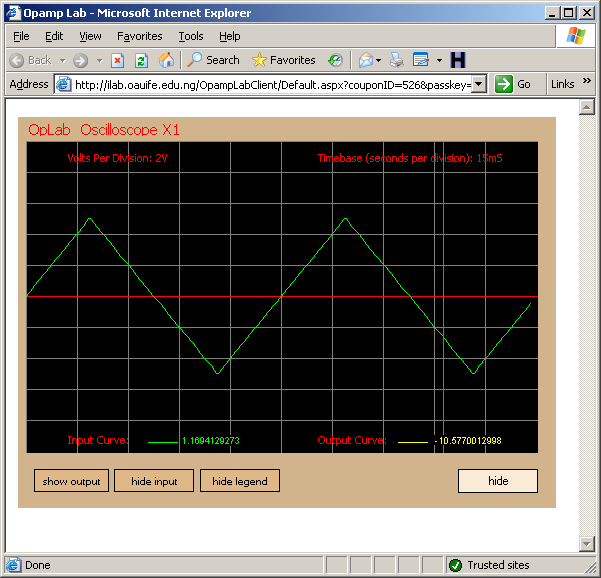 Opamp Lab - Microsoft Internet Explorer
File Edit View Favorites Tools Help
Back Search Favorites H
Address http://ilab.oauife.edu.ng/OpampLabClient/Default.aspx?couponID=526&passkey= Go Links »
OpLab Oscilloscope X1
Volts Per Division: 2V Timebase (seconds per division): 15mS
Input Curve: 1.1694129273 Output Curve: -10.5770012998
show output hide input hide legend hide
Done Trusted sites